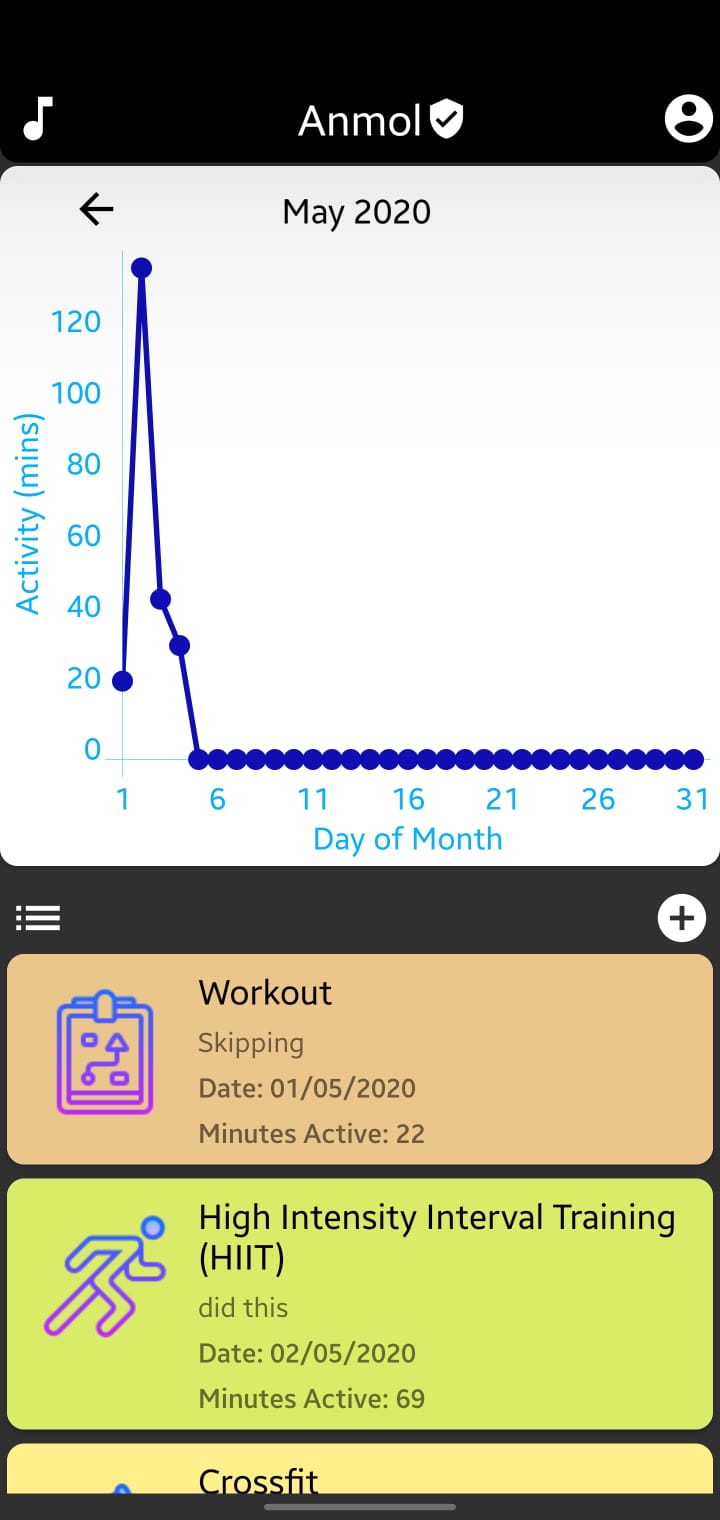 Anmol
May 2020
120
100
80
60
40
20
0
Activity (mins)
1 6 11 16 21 26 31
Day of Month
Workout
Skipping
Date: 01/05/2020
Minutes Active: 22
High Intensity Interval Training
(HIIT)
did this
Date: 02/05/2020
Minutes Active: 69
Crossfit